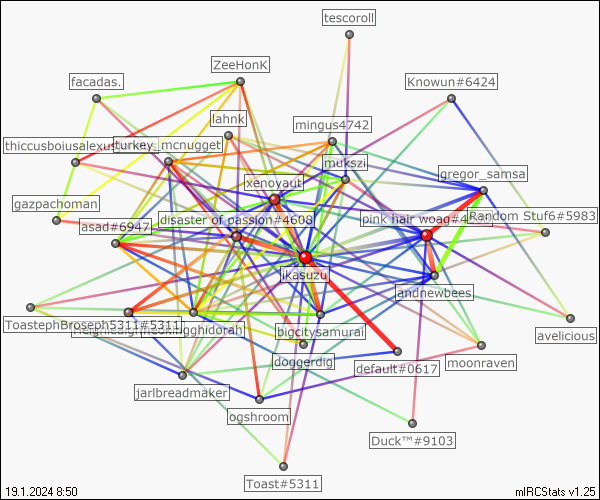 tescoroll
ZeeHonK
facadas.
Knowun#6424
lahnk
mingus4742
thiccusboiusalexu
turkey_mcnugget
mukszi
gregor_samsa
xenoyaut
gazpachoman
asad#6947
disaster of passion#4608
pink hair woag#4
Random Stuf6#5983
ikasuzu
andnewbees
ToastephBroseph5311#5311
ghidorah
bigcitysamurai
avelicious
doggerdig
default#0617
moonraven
jarlbreadmaker
ogshroom
Duck™#9103
Toast#5311
19.1.2024 8:50
mIRCStats v1.25